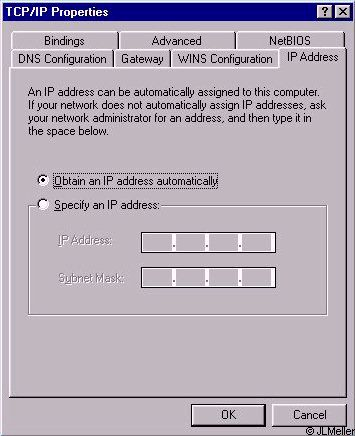 TCP/IP Properties
Bindings
Advanced
NetBIOS
DNS Configuration
Gateway
WINS Configuration
IP Address
An IP address can be automatically assigned to this computer.
If your network does not automatically assign IP addresses, ask
your network administrator for an address, and then type it in
the space below.
Obtain an IP address automatically
Specify an IP address:
IP Address:
. . .
Subnet Mask:
. . .
OK
Cancel
© JLMeller